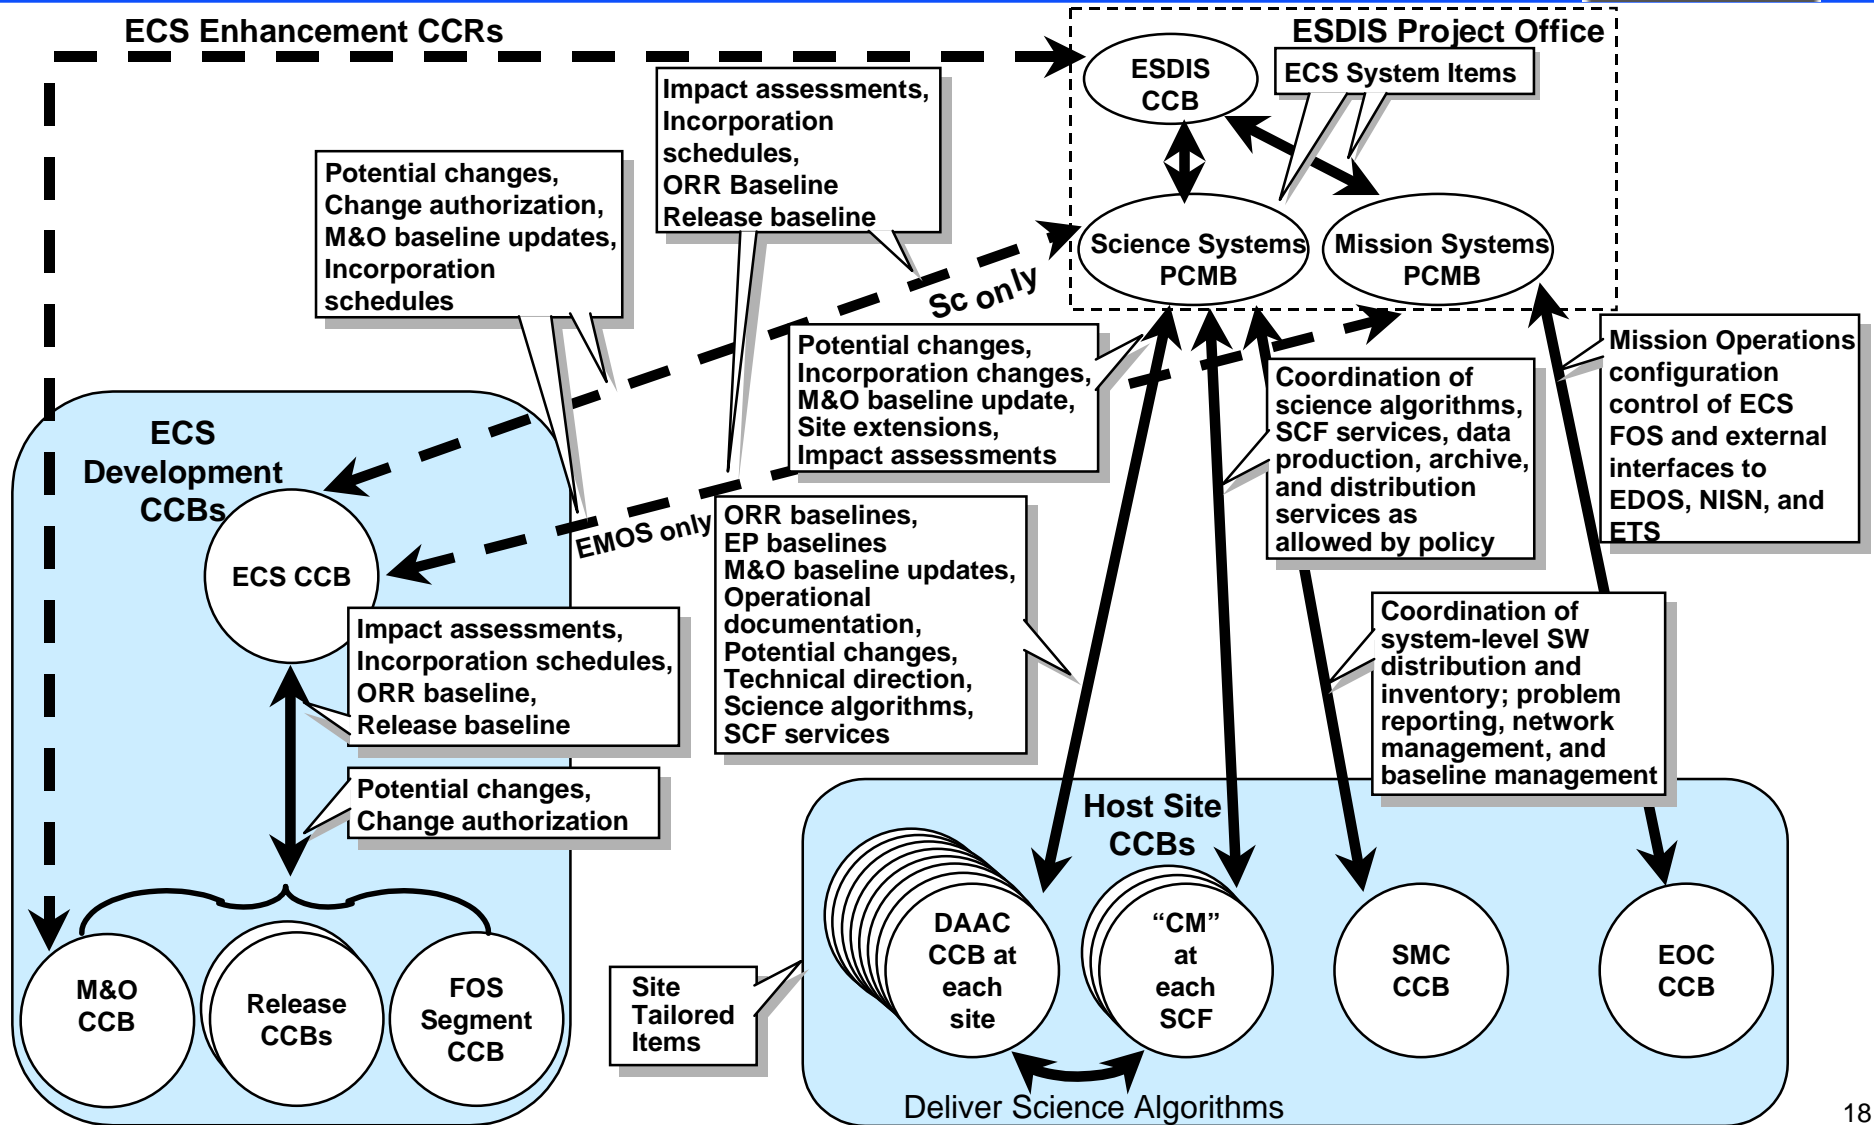 ECS Enhancement CCRs
ESDIS Project Office
ESDIS
CCB
ECS System Items
Impact assessments,
Incorporation
schedules,
ORR Baseline
Release baseline
Potential changes,
Change authorization,
M&O baseline updates,
Incorporation
schedules
Science Systems
PCMB
Mission Systems
PCMB
Sc only
Potential changes,
Incorporation changes,
M&O baseline update,
Site extensions,
Impact assessments
Coordination of
science algorithms,
SCF services, data
production, archive,
and distribution
services as
allowed by policy
Mission Operations
configuration
control of ECS
FOS and external
interfaces to
EDOS, NISN, and
ETS
ECS
Development
CCBs
EMOS only
ECS CCB
ORR baselines,
EP baselines
M&O baseline updates,
Operational
documentation,
Potential changes,
Technical direction,
Science algorithms,
SCF services
Impact assessments,
Incorporation schedules,
ORR baseline,
Release baseline
Coordination of
system-level SW
distribution and
inventory; problem
reporting, network
management, and
baseline management
Potential changes,
Change authorization
Host Site
CCBs
M&O
CCB
Release
CCBs
FOS
Segment
CCB
Site
Tailored
Items
DAAC
CCB at
each
site
“CM”
at
each
SCF
SMC
CCB
EOC
CCB
Deliver Science Algorithms
18